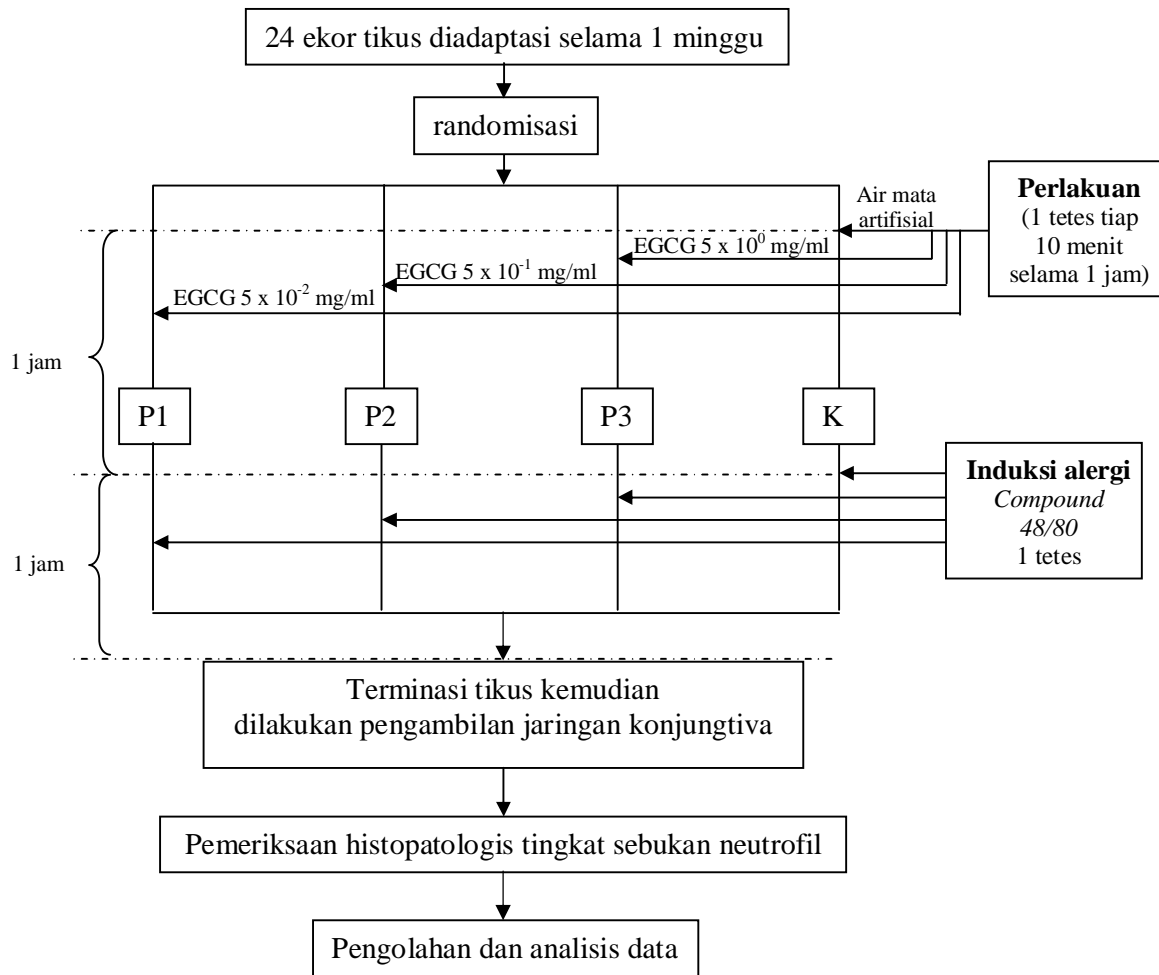 24 ekor tikus diadaptasi selama 1 minggu
randomisasi
Air mata
artifisial
Perlakuan
(1 tetes tiap
10 menit
selama 1 jam)
EGCG 5 x 10⁰ mg/ml
EGCG 5 x 10⁻¹ mg/ml
EGCG 5 x 10⁻² mg/ml
1 jam
P1
P2
P3
K
Induksi alergi
Compound
48/80
1 tetes
1 jam
Terminasi tikus kemudian
dilakukan pengambilan jaringan konjungtiva
Pemeriksaan histopatologis tingkat sebukan neutrofil
Pengolahan dan analisis data